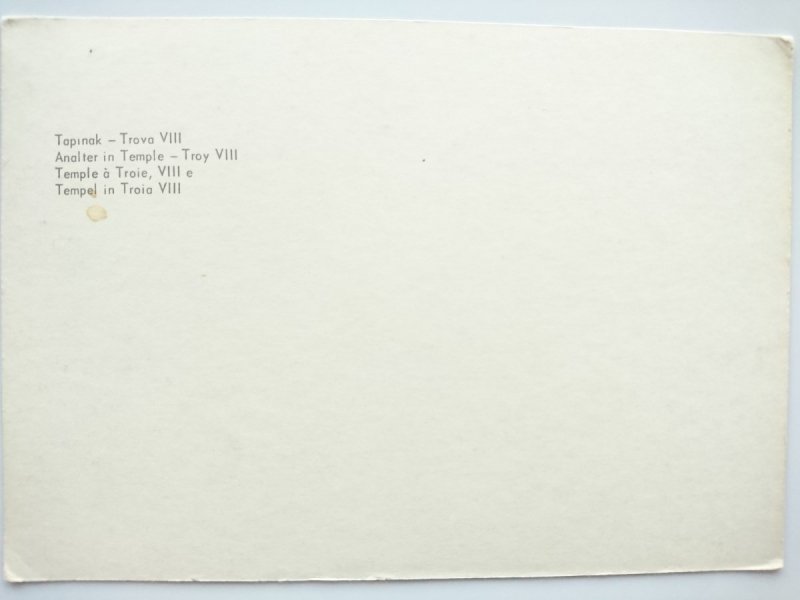 Tapınak – Trova VIII
Analter in Temple – Troy VIII
Temple à Troie, VIII e
Tempel in Troia VIII